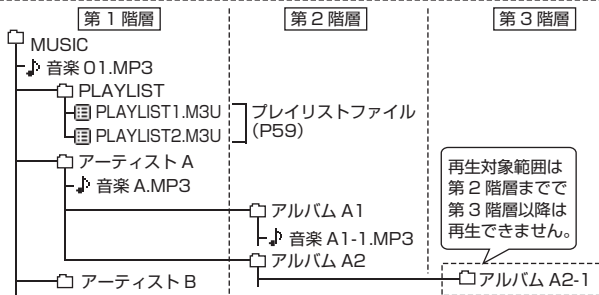 第1階層
第2階層
第3階層
MUSIC
音楽 01.MP3
PLAYLIST
PLAYLIST1.M3U
PLAYLIST2.M3U
プレイリストファイル
(P59)
アーティスト A
音楽 A.MP3
アルバム A1
音楽 A1-1.MP3
アルバム A2
再生対象範囲は
第2階層までで
第3階層以降は
再生できません。
アーティスト B
アルバム A2-1